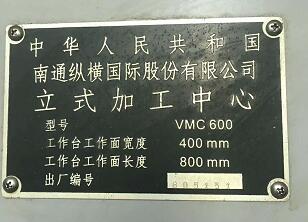 中华人民共和国
南通纵横国际股份有限公司
立式加工中心
型号 VMC 600
工作台工作面宽度 400 mm
工作台工作面长度 800 mm
出厂编号